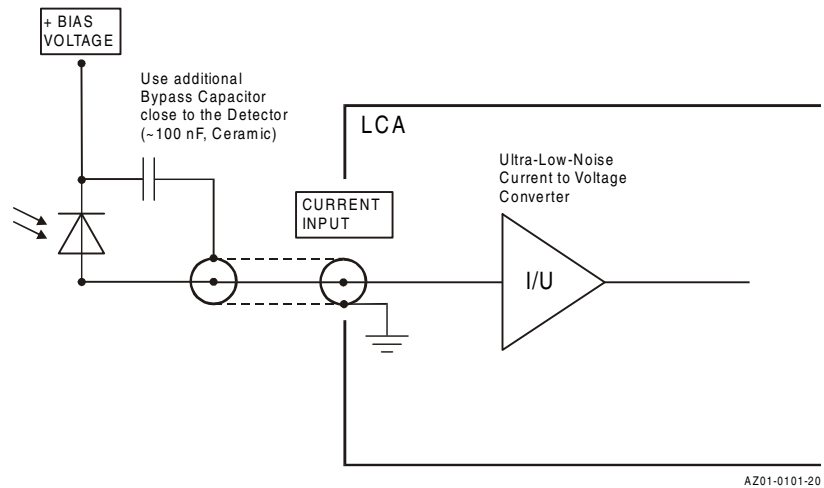 + BIAS
VOLTAGE
Use additional
Bypass Capacitor
close to the Detector
(~100 nF, Ceramic)
LCA
CURRENT
INPUT
Ultra-Low-Noise
Current to Voltage
Converter
I/U
AZ01-0101-20